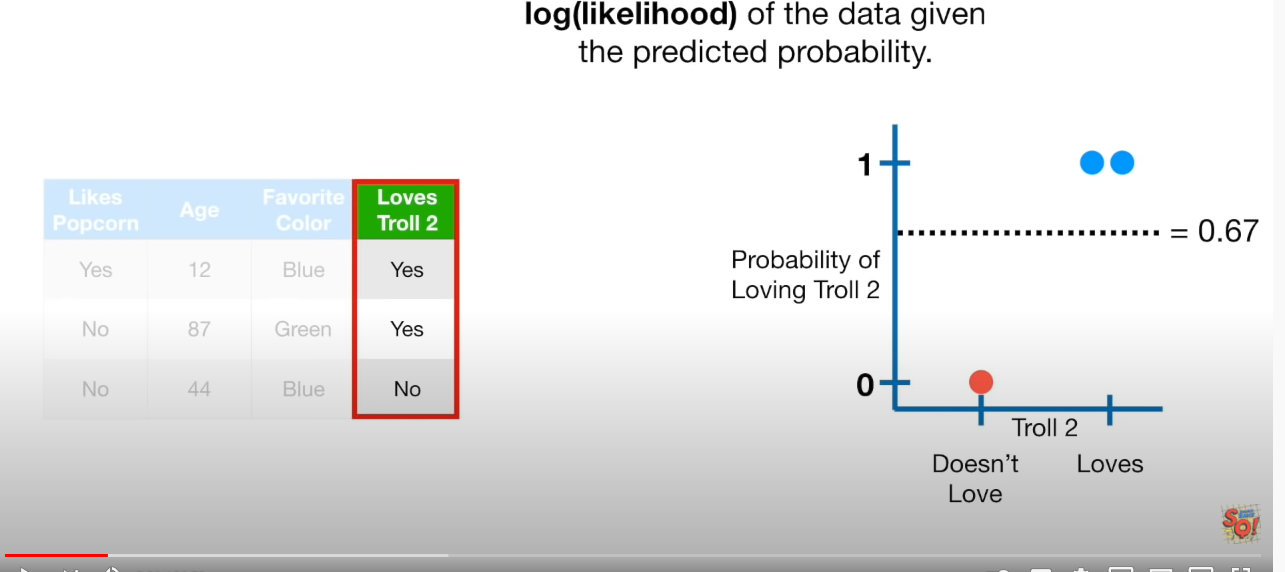 log(likelihood) of the data given
the predicted probability.
Likes Popcorn Age Favorite Color Loves Troll 2
Yes 12 Blue Yes
No 87 Green Yes
No 44 Blue No
1
= 0.67
Probability of
Loving Troll 2
0
Troll 2
Doesn't Loves
Love
SQ!